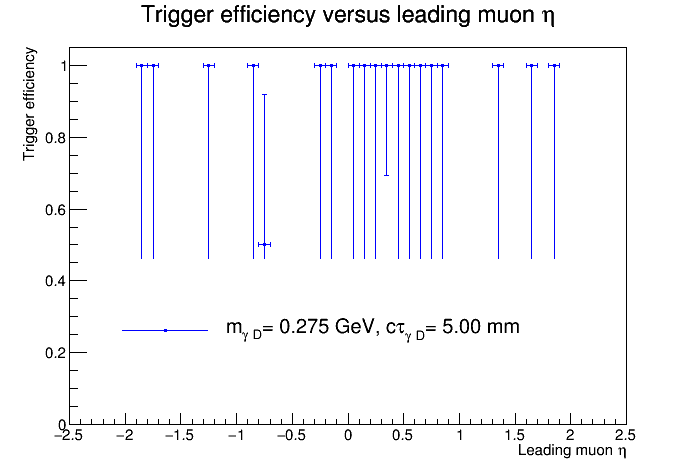 Trigger efficiency versus leading muon η
Trigger efficiency
1
0.8
0.6
0.4
0.2
0
mγ D= 0.275 GeV, cτγ D= 5.00 mm
−2.5 −2 −1.5 −1 −0.5 0 0.5 1 1.5 2 2.5
Leading muon η